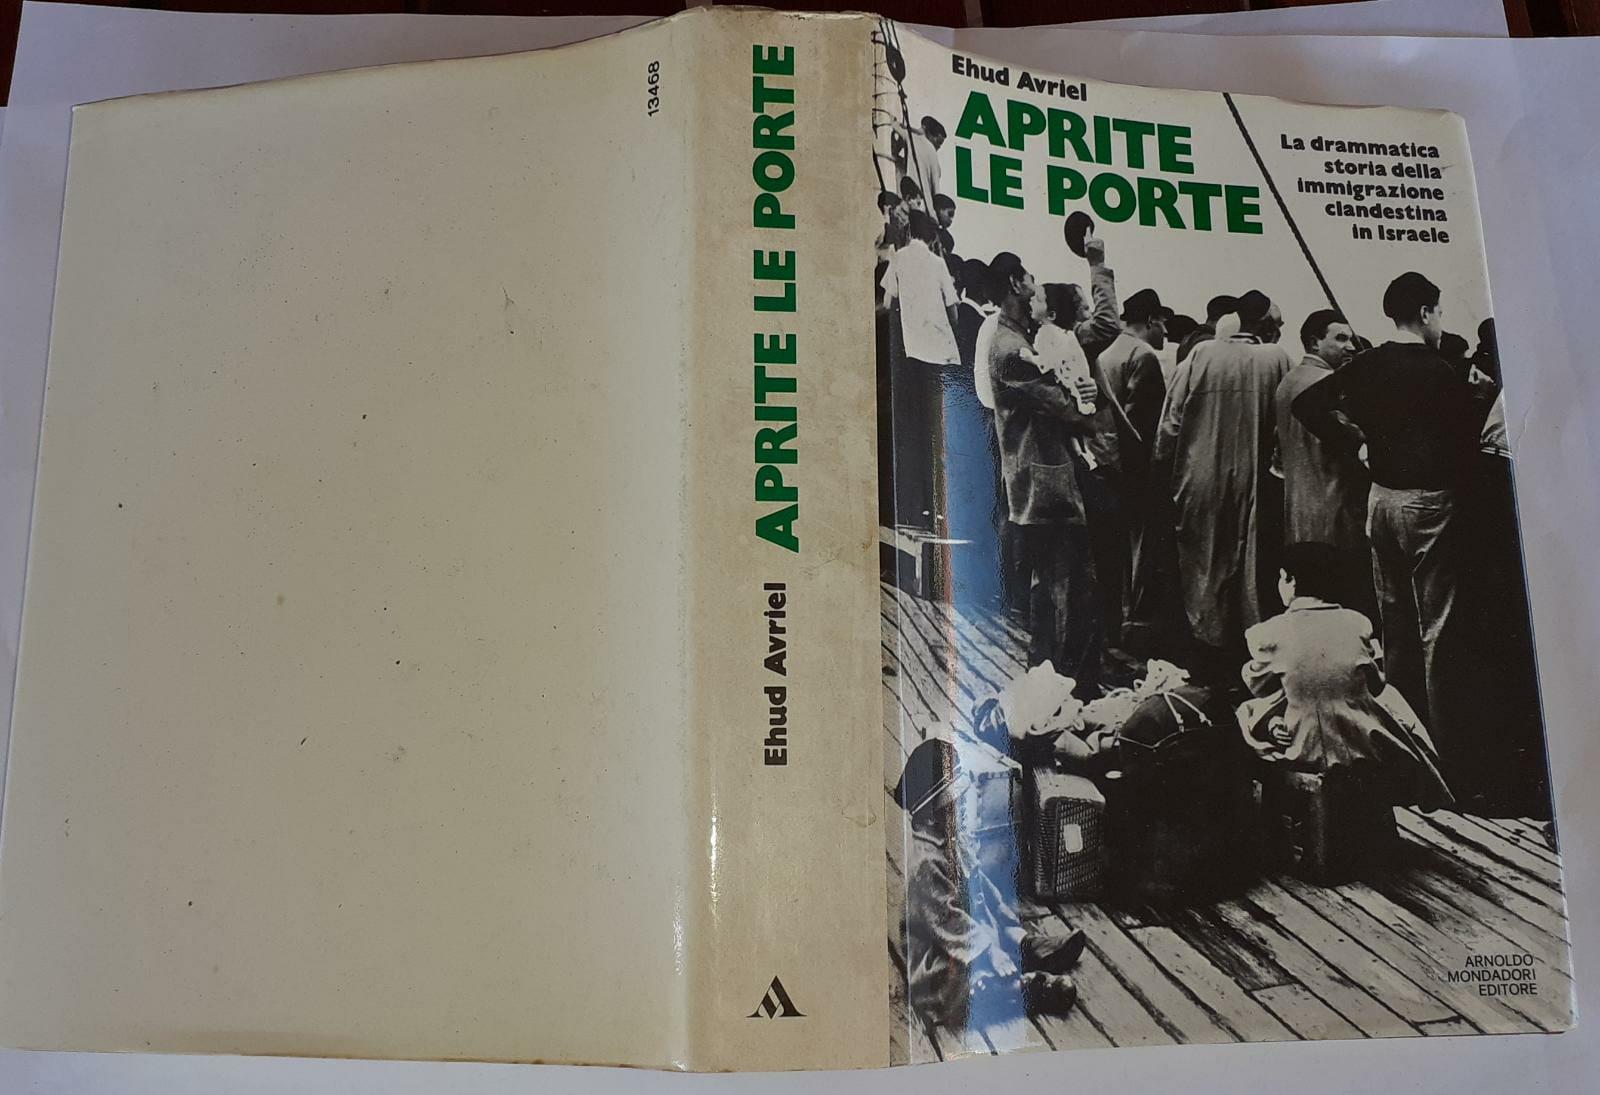 13468
Ehud Avriel APRITE LE PORTE
Ehud Avriel
APRITE
LE PORTE
La drammatica
storia della
immigrazione
clandestina
in Israele
ARNOLDO
MONDADORI
EDITORE